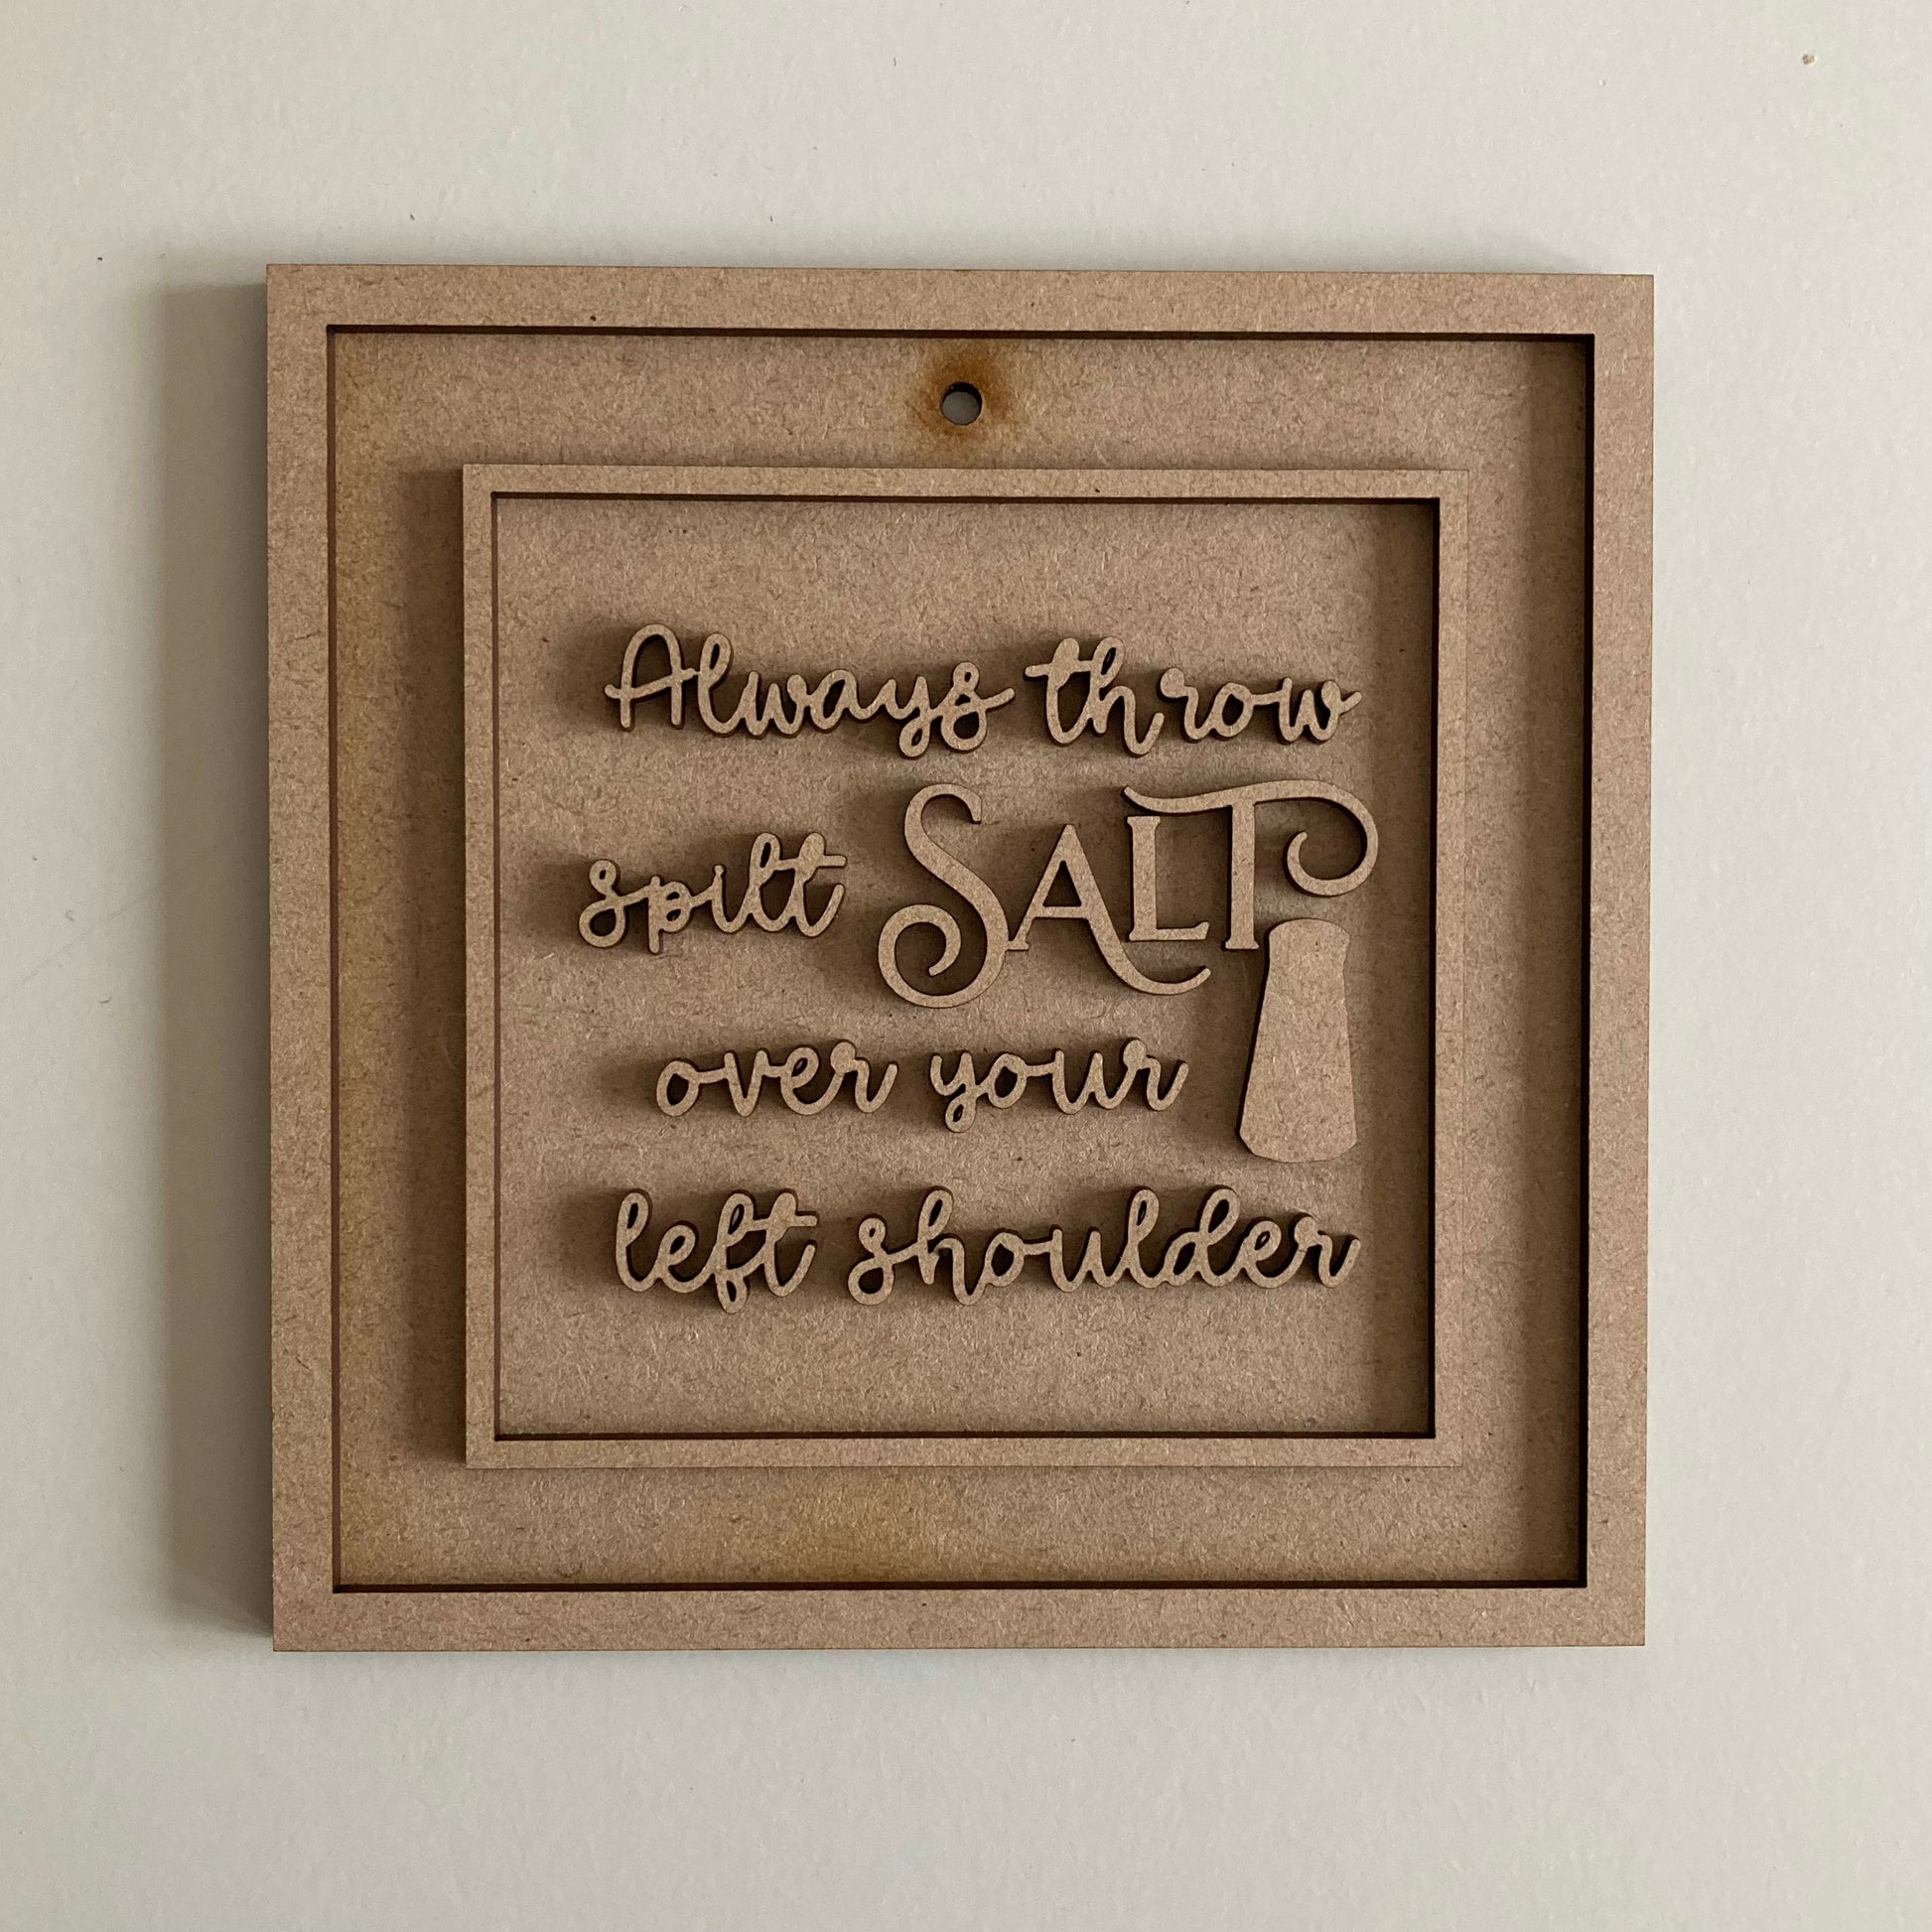 Always throw
spilt SALT
over your
left shoulder